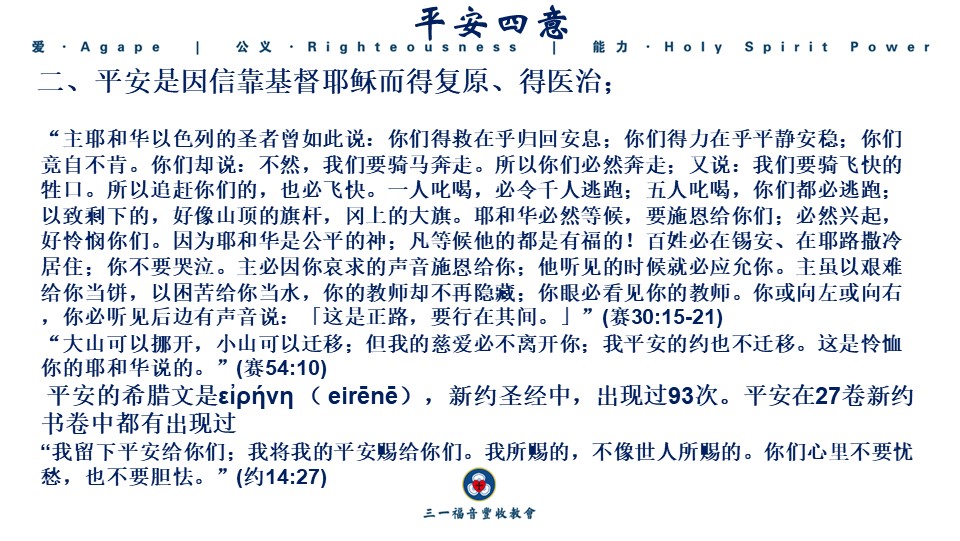 平安四意
爱 · Agape | 公义 · Righteousness | 能力 · Holy Spirit Power
二、平安是因信靠基督耶稣而得复原、得医治；
“主耶和华以色列的圣者曾如此说：你们得救在乎归回安息；你们得力在乎平静安稳；你们
竟自不肯。你们却说：不然，我们要骑马奔走。所以你们必然奔走；又说：我们要骑飞快的
牲口。所以追赶你们的，也必飞快。一人叱喝，必令千人逃跑；五人叱喝，你们都必逃跑；
以致剩下的，好像山顶的旗杆，冈上的大旗。耶和华必然等候，要施恩给你们；必然兴起，
好怜悯你们。因为耶和华是公平的神；凡等候他的都是有福的！百姓必在锡安、在耶路撒冷
居住；你不要哭泣。主必因你哀求的声音施恩给你；他听见的时候就必应允你。主虽以艰难
给你当饼，以困苦给你当水，你的教师却不再隐藏；你眼必看见你的教师。你或向左或向右
，你必听见后边有声音说：「这是正路，要行在其间。」”(赛30:15-21)
“大山可以挪开，小山可以迁移；但我的慈爱必不离开你；我平安的约也不迁移。这是怜恤
你的耶和华说的。”(赛54:10)
平安的希腊文是εἰρήνη（ eirēnē），新约圣经中，出现过93次。平安在27卷新约
书卷中都有出现过
“我留下平安给你们；我将我的平安赐给你们。我所赐的，不像世人所赐的。你们心里不要忧
愁，也不要胆怯。”(约14:27)
三一福音豐收教會